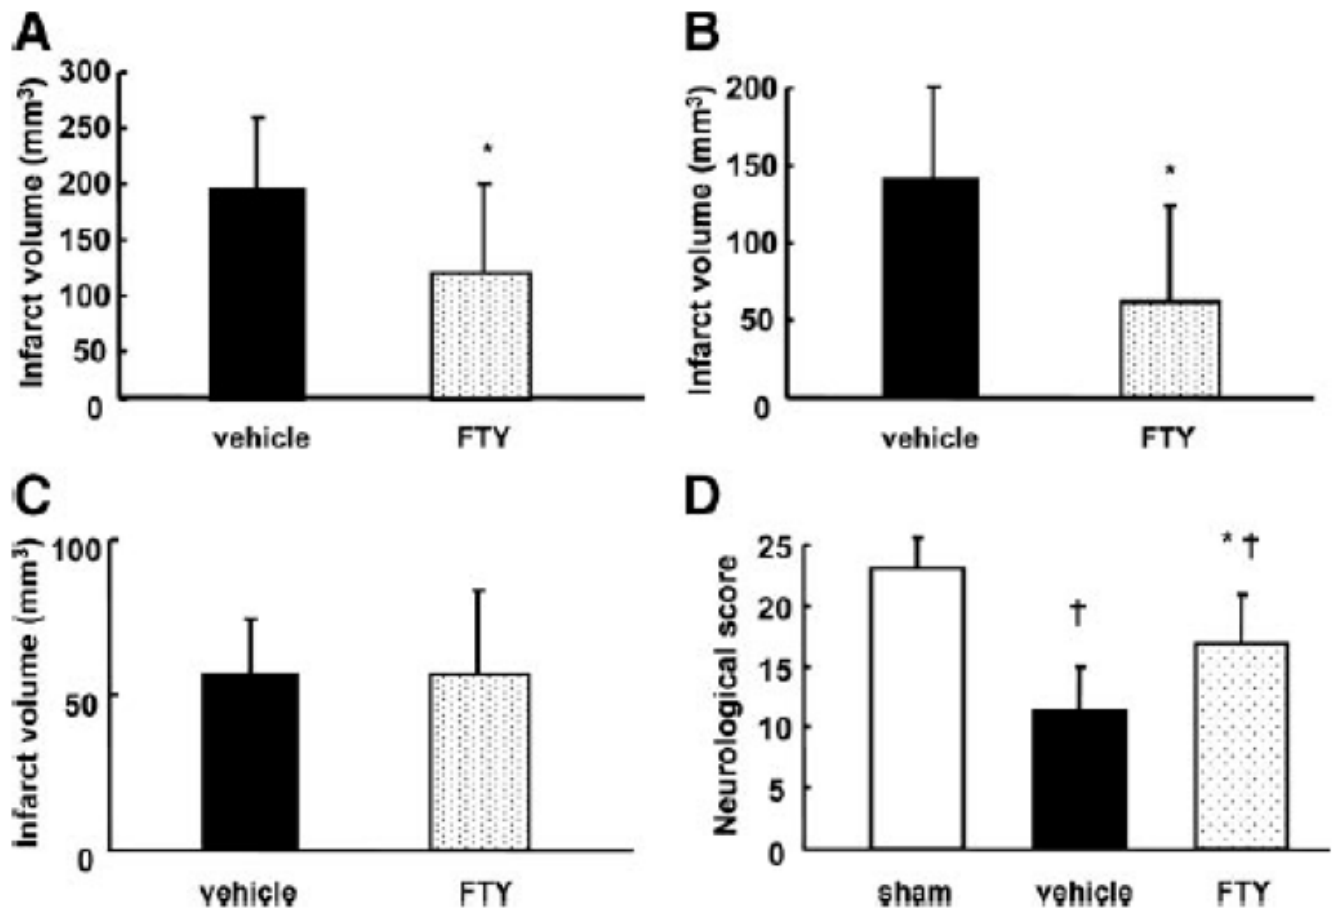 A
Infarct volume (mm³)
300
250
200
150
100
50
0
*
vehicle
FTY
B
Infarct volume (mm³)
200
150
100
50
0
*
vehicle
FTY
C
Infarct volume (mm³)
100
50
0
vehicle
FTY
D
Neurological score
25
20
15
10
5
0
†
* †
sham
vehicle
FTY